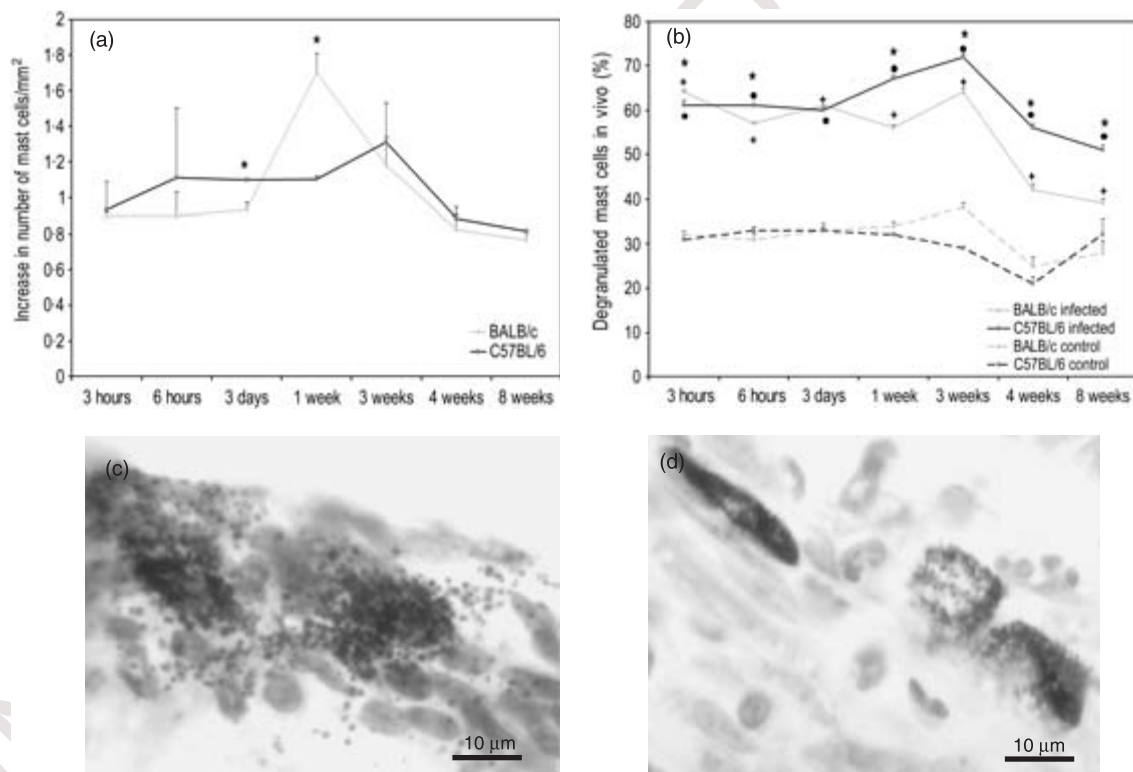 (a)
Increase in number of mast cells/mm²
2
1·8
1·6
1·4
1·2
1
0·8
0·6
0·4
0·2
0
*
*
BALB/c
C57BL/6
3 hours 6 hours 3 days 1 week 3 weeks 4 weeks 8 weeks
(b)
Degranulated mast cells in vivo (%)
80
70
60
50
40
30
20
10
0
BALB/c infected
C57BL/6 infected
BALB/c control
C57BL/6 control
3 hours 6 hours 3 days 1 week 3 weeks 4 weeks 8 weeks
(c)
10 µm
(d)
10 µm